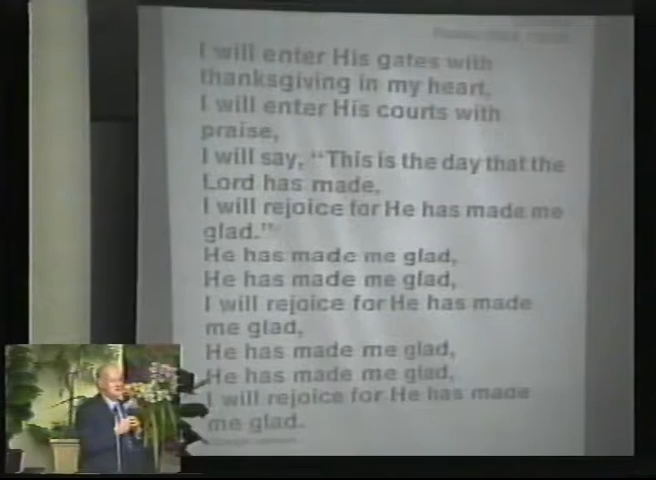 I will enter His gates with
thanksgiving in my heart,
I will enter His courts with
praise,
I will say, "This is the day that the
Lord has made,
I will rejoice for He has made me
glad."
He has made me glad,
He has made me glad,
I will rejoice for He has made
me glad,
He has made me glad,
He has made me glad,
I will rejoice for He has made
me glad.